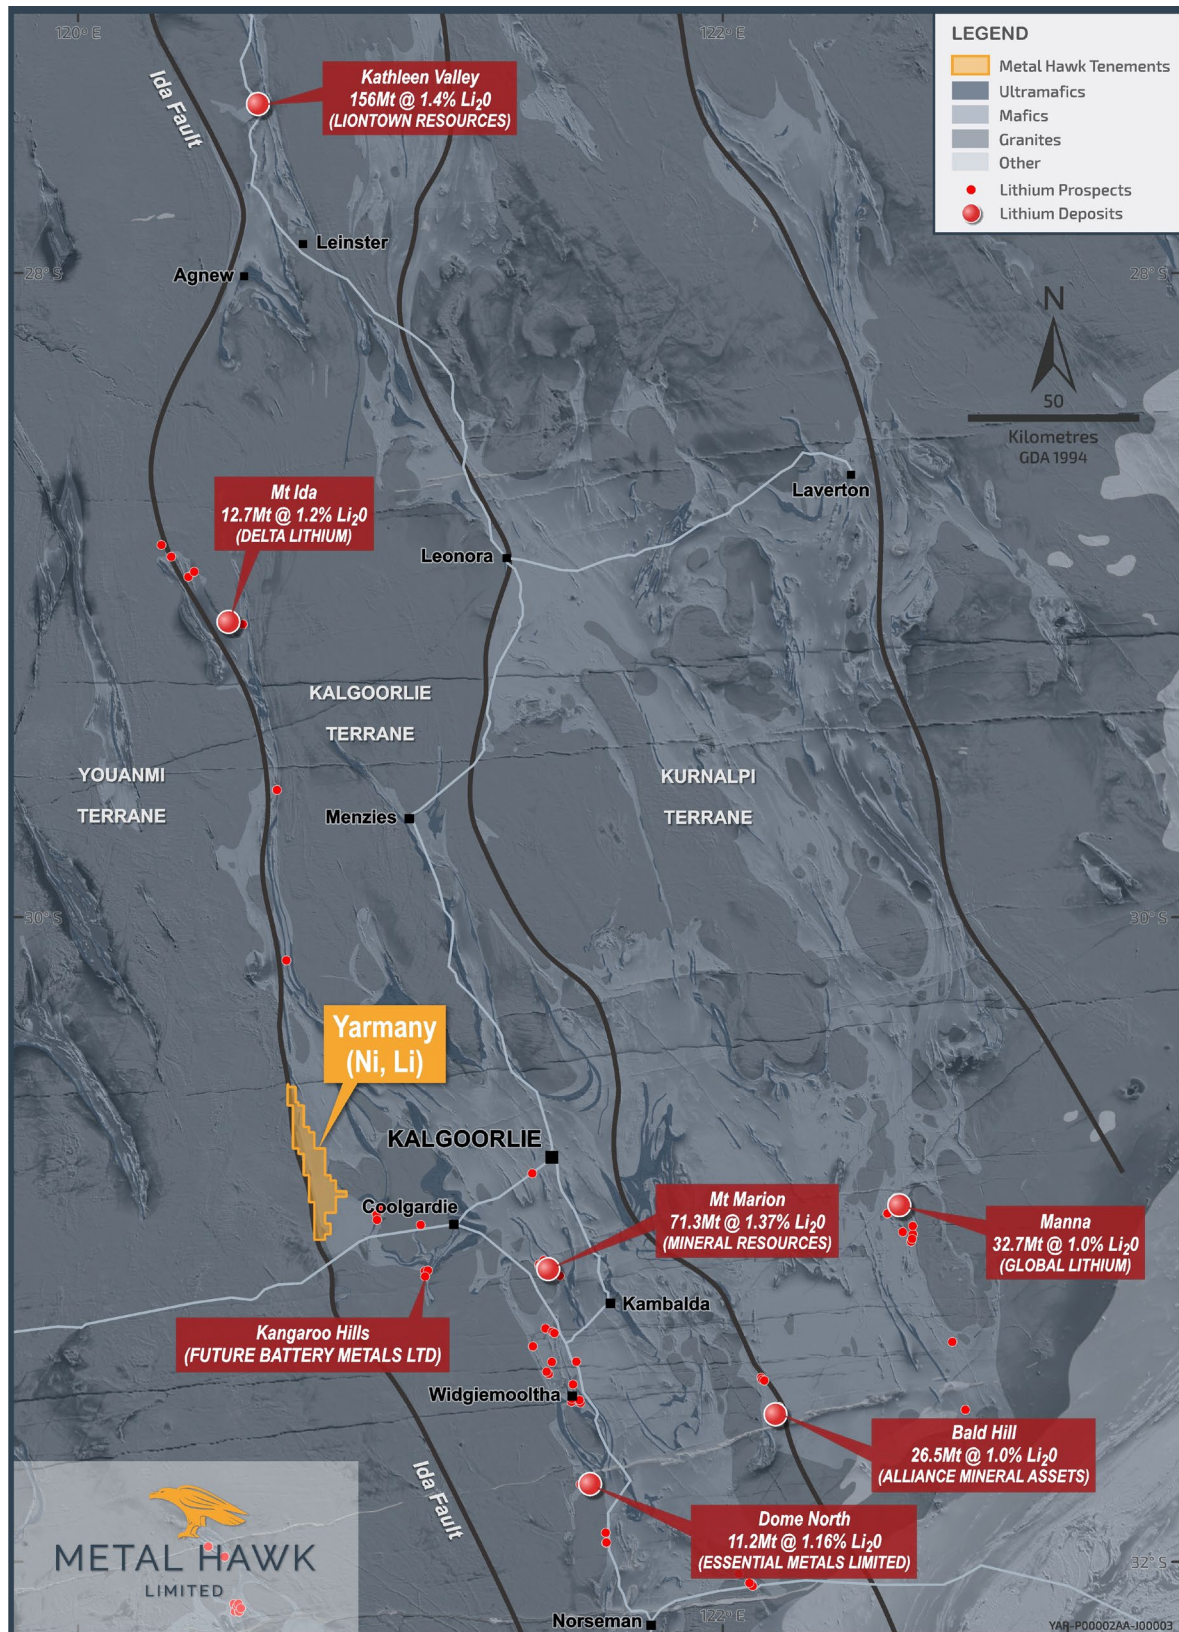 120° E
122° E
LEGEND
Metal Hawk Tenements
Ultramafics
Mafics
Granites
Other
Lithium Prospects
Lithium Deposits
Ida Fault
Kathleen Valley
156Mt @ 1.4% Li₂0
(LIONTOWN RESOURCES)
Leinster
Agnew
28° S
28° S
N
50
Kilometres
GDA 1994
Laverton
Mt Ida
12.7Mt @ 1.2% Li₂0
(DELTA LITHIUM)
Leonora
KALGOORLIE
TERRANE
YOUANMI
TERRANE
KURNALPI
TERRANE
Menzies
30° S
30° S
Yarmany
(Ni, Li)
KALGOORLIE
Coolgardie
Mt Marion
71.3Mt @ 1.37% Li₂0
(MINERAL RESOURCES)
Manna
32.7Mt @ 1.0% Li₂0
(GLOBAL LITHIUM)
Kambalda
Kangaroo Hills
(FUTURE BATTERY METALS LTD)
Widgiemooltha
Bald Hill
26.5Mt @ 1.0% Li₂0
(ALLIANCE MINERAL ASSETS)
Ida Fault
Dome North
11.2Mt @ 1.16% Li₂0
(ESSENTIAL METALS LIMITED)
METAL HAWK
LIMITED
32° S
Norseman
122° E
YAR-P00002AA-J00003